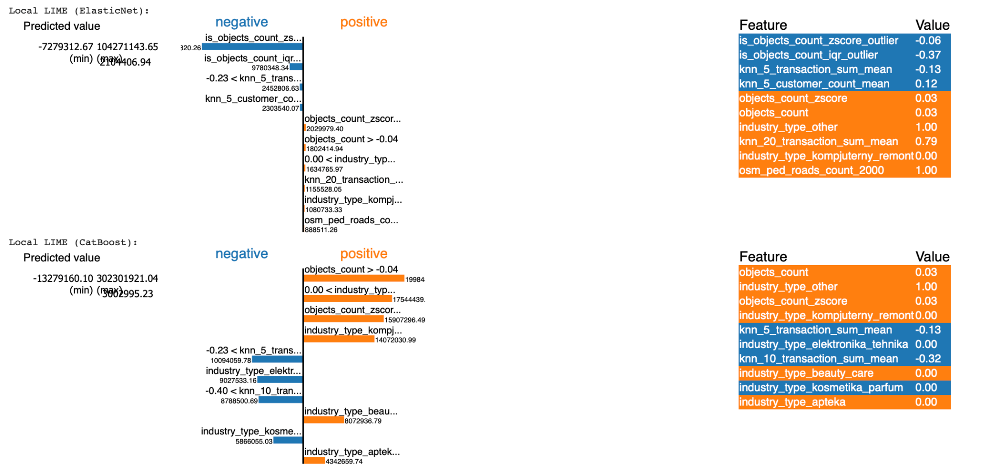 Local LIME (ElasticNet):
Predicted value
-7279312.67 104271143.65
(min) (max)
2104406.94
negative positive
is_objects_count_zs...
820.26
is_objects_count_iqr...
9780348.34
-0.23 < knn_5_trans...
2452806.63
knn_5_customer_co...
2303540.07
objects_count_zscor...
2029979.40
objects_count > -0.04
1802414.94
0.00 < industry_typ...
1634765.97
knn_20_transaction_...
1155528.05
industry_type_kompj...
1080733.33
osm_ped_roads_co...
888511.26
Feature Value
is_objects_count_zscore_outlier -0.06
is_objects_count_iqr_outlier -0.37
knn_5_transaction_sum_mean -0.13
knn_5_customer_count_mean 0.12
objects_count_zscore 0.03
objects_count 0.03
industry_type_other 1.00
knn_20_transaction_sum_mean 0.79
industry_type_kompjuterny_remont 0.00
osm_ped_roads_count_2000 1.00
Local LIME (CatBoost):
Predicted value
-13279160.10 302301921.04
(min) (max)
3002995.23
negative positive
objects_count > -0.04
19984
0.00 < industry_typ...
17544439.
objects_count_zscor...
15907296.49
industry_type_kompj...
14072030.99
-0.23 < knn_5_trans...
10094059.78
industry_type_elektr...
9027533.16
-0.40 < knn_10_tran...
8788500.69
industry_type_beau...
8072936.79
industry_type_kosme...
5866055.03
industry_type_aptek...
4342659.74
Feature Value
objects_count 0.03
industry_type_other 1.00
objects_count_zscore 0.03
industry_type_kompjuterny_remont 0.00
knn_5_transaction_sum_mean -0.13
industry_type_elektronika_tehnika 0.00
knn_10_transaction_sum_mean -0.32
industry_type_beauty_care 0.00
industry_type_kosmetika_parfum 0.00
industry_type_apteka 0.00